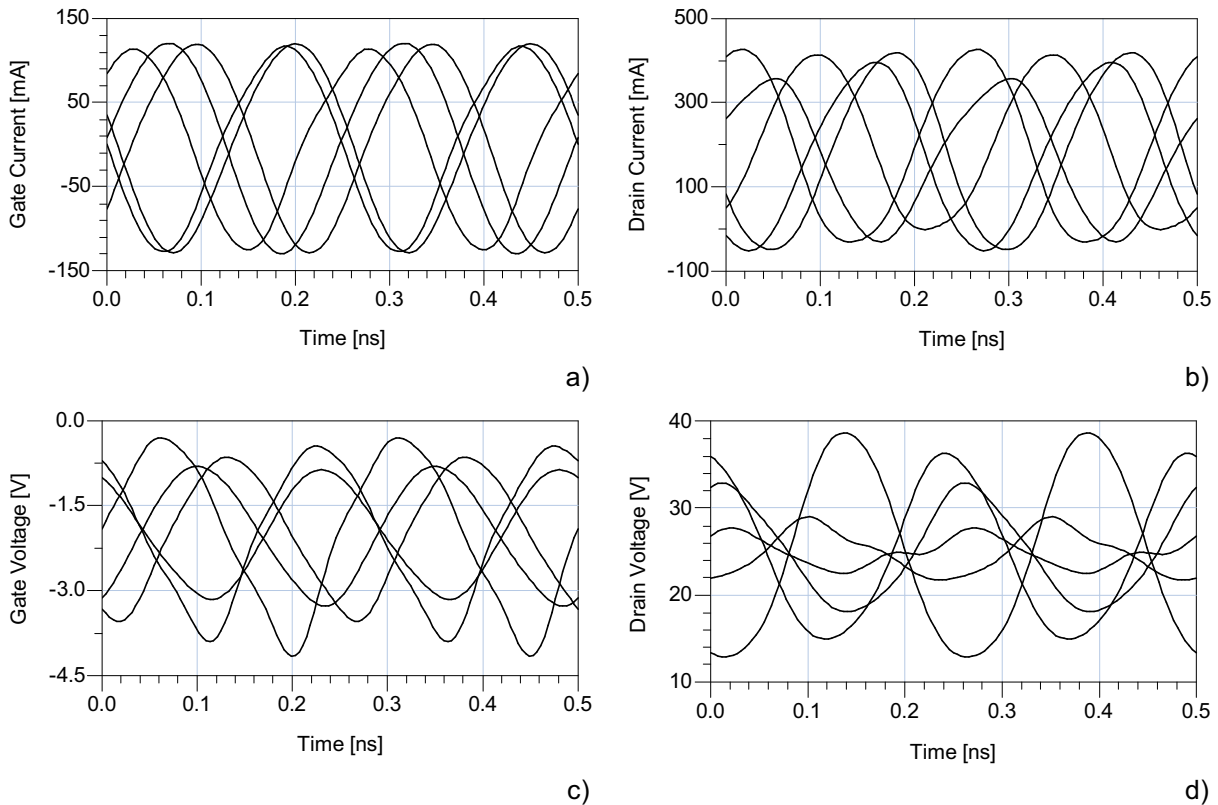 150
50
-50
-150
Gate Current [mA]
0.0 0.1 0.2 0.3 0.4 0.5
Time [ns]
a)
500
300
100
-100
Drain Current [mA]
0.0 0.1 0.2 0.3 0.4 0.5
Time [ns]
b)
0.0
-1.5
-3.0
-4.5
Gate Voltage [V]
0.0 0.1 0.2 0.3 0.4 0.5
Time [ns]
c)
40
30
20
10
Drain Voltage [V]
0.0 0.1 0.2 0.3 0.4 0.5
Time [ns]
d)